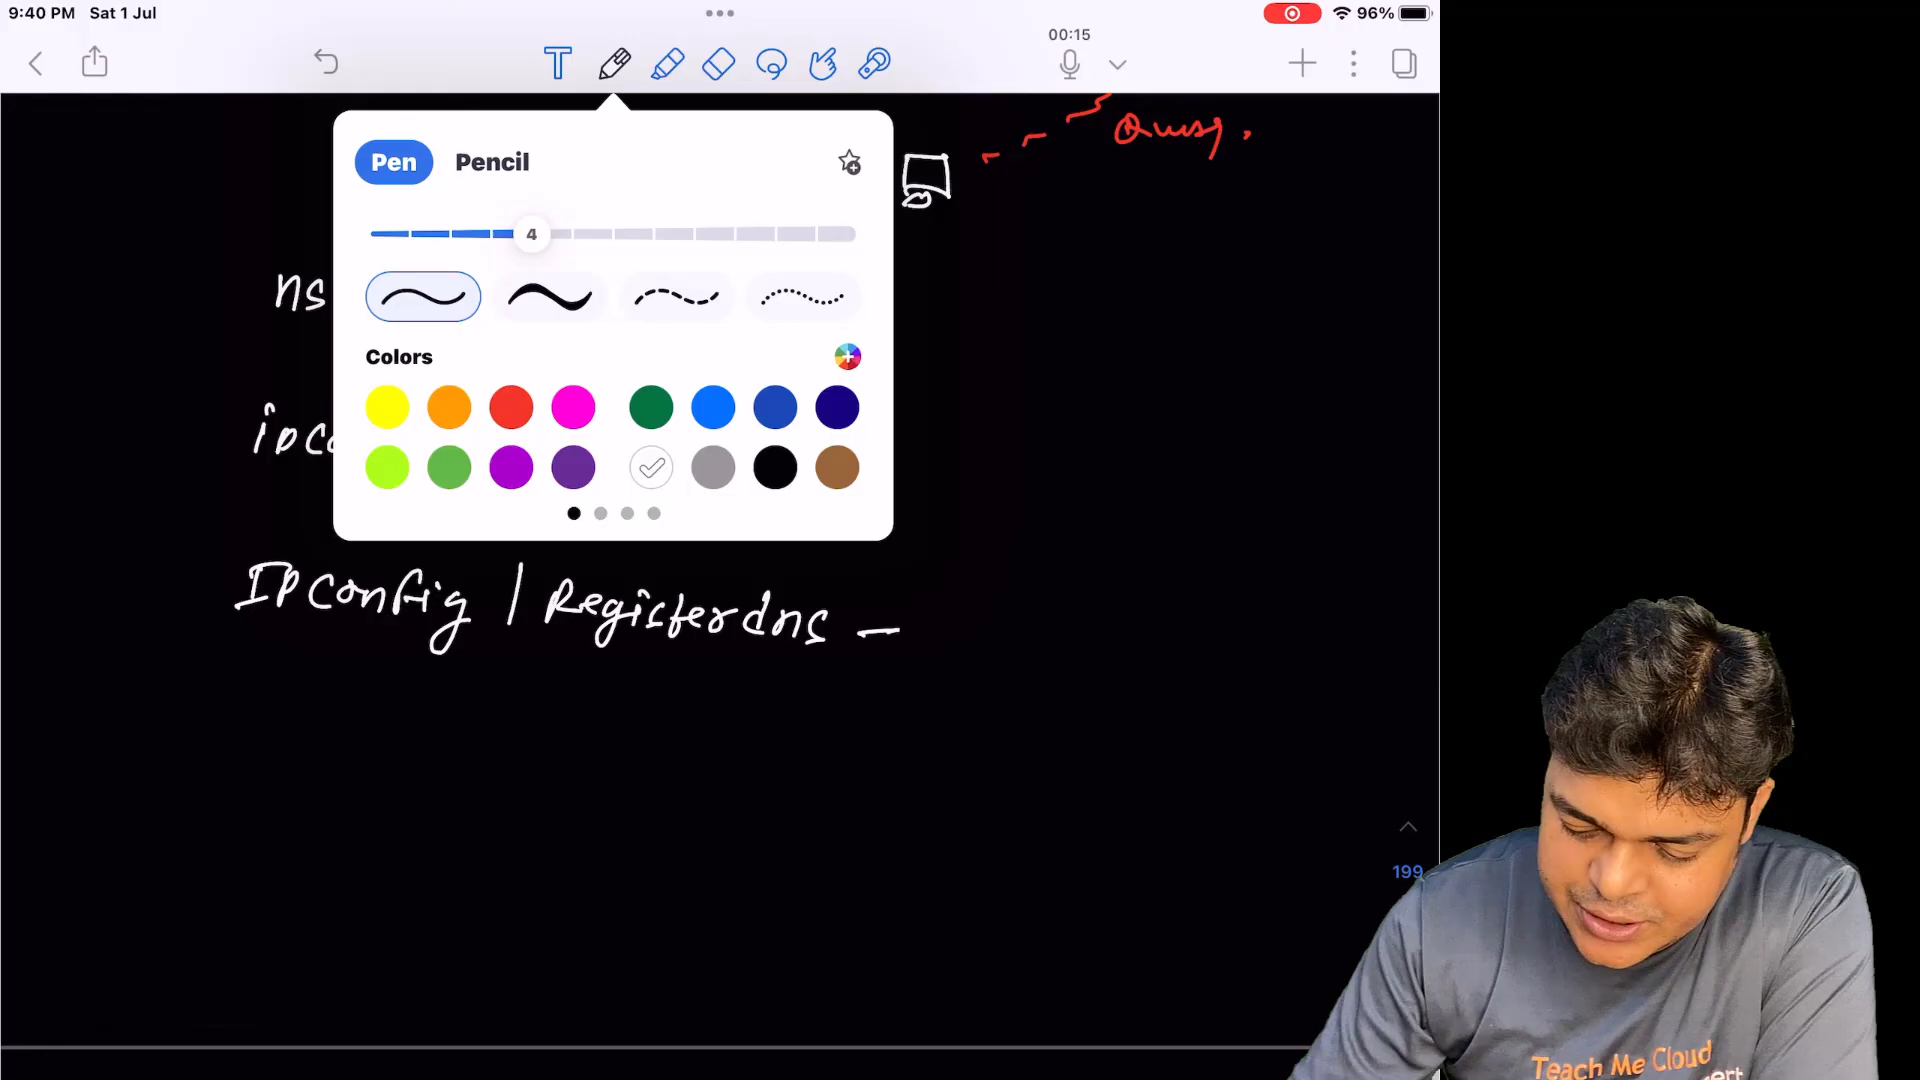 9:40 PM Sat 1 Jul
96%
00:15
T
Pen Pencil
4
ns
Colors
ipco
IPConfig / Registerdns -
199
Teach Me Cloud